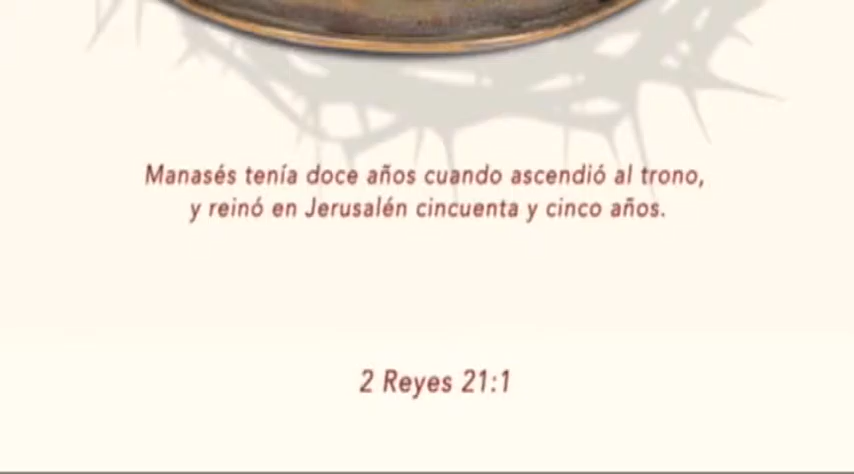 Manasés tenía doce años cuando ascendió al trono,
y reinó en Jerusalén cincuenta y cinco años.
2 Reyes 21:1